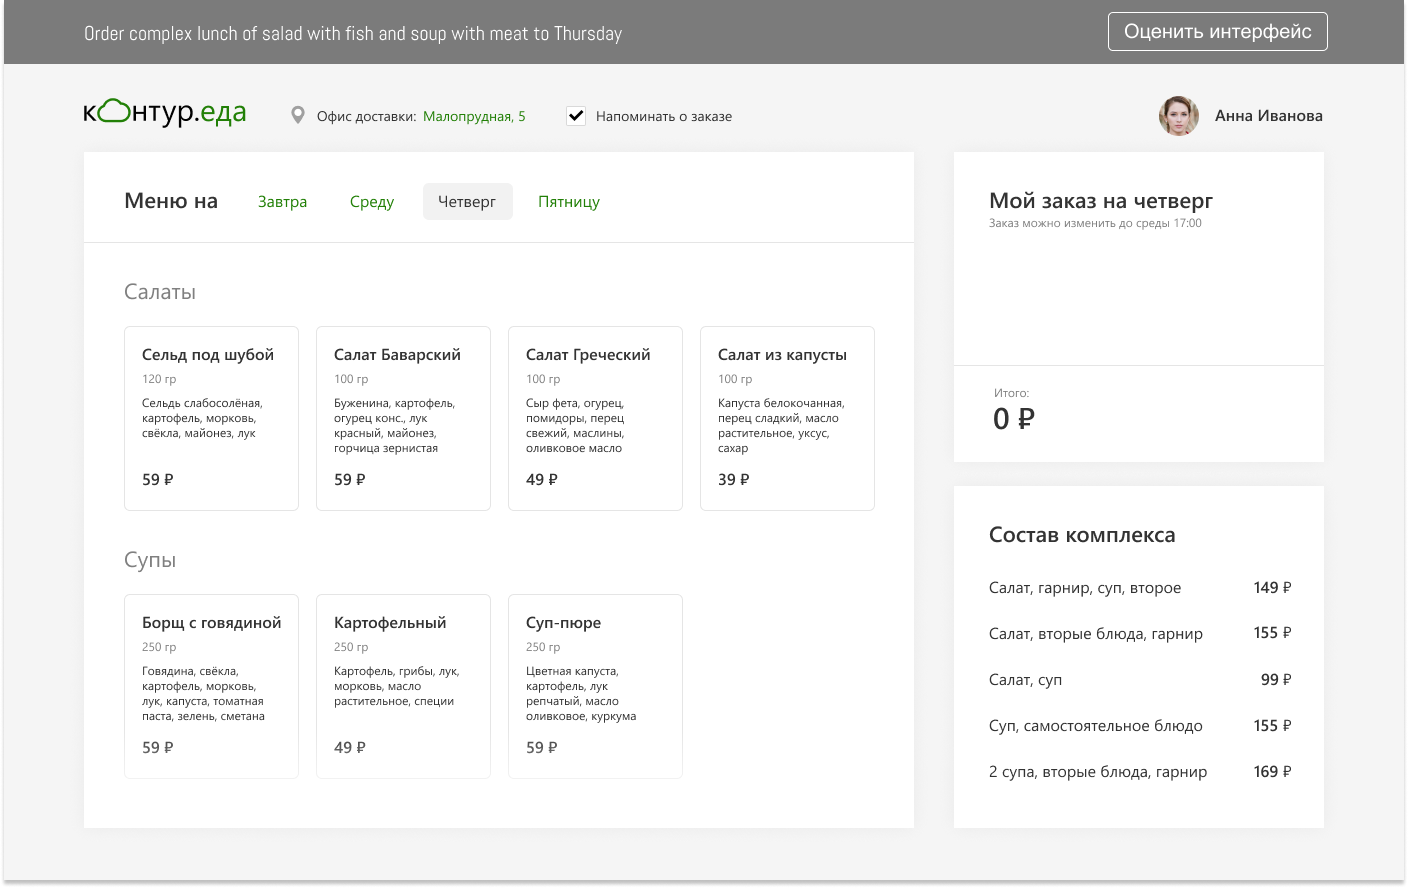 Order complex lunch of salad with fish and soup with meat to Thursday
Оценить интерфейс
контур.еда
Офис доставки: Малопрудная, 5
Напоминать о заказе
Анна Иванова
Меню на
Завтра
Среду
Четверг
Пятницу
Салаты
Сельд под шубой
120 гр
Сельдь слабосолёная,
картофель, морковь,
свёкла, майонез, лук
59 ₽
Салат Баварский
100 гр
Буженина, картофель,
огурец конс., лук
красный, майонез,
горчица зернистая
59 ₽
Салат Греческий
100 гр
Сыр фета, огурец,
помидоры, перец
свежий, маслины,
оливковое масло
49 ₽
Салат из капусты
100 гр
Капуста белокочанная,
перец сладкий, масло
растительное, уксус,
сахар
39 ₽
Супы
Борщ с говядиной
250 гр
Говядина, свёкла,
картофель, морковь,
лук, капуста, томатная
паста, зелень, сметана
59 ₽
Картофельный
250 гр
Картофель, грибы, лук,
морковь, масло
растительное, специи
49 ₽
Суп-пюре
250 гр
Цветная капуста,
картофель, лук
репчатый, масло
оливковое, куркума
59 ₽
Мой заказ на четверг
Заказ можно изменить до среды 17:00
Итого:
0 ₽
Состав комплекса
Салат, гарнир, суп, второе 149 ₽
Салат, вторые блюда, гарнир 155 ₽
Салат, суп 99 ₽
Суп, самостоятельное блюдо 155 ₽
2 супа, вторые блюда, гарнир 169 ₽